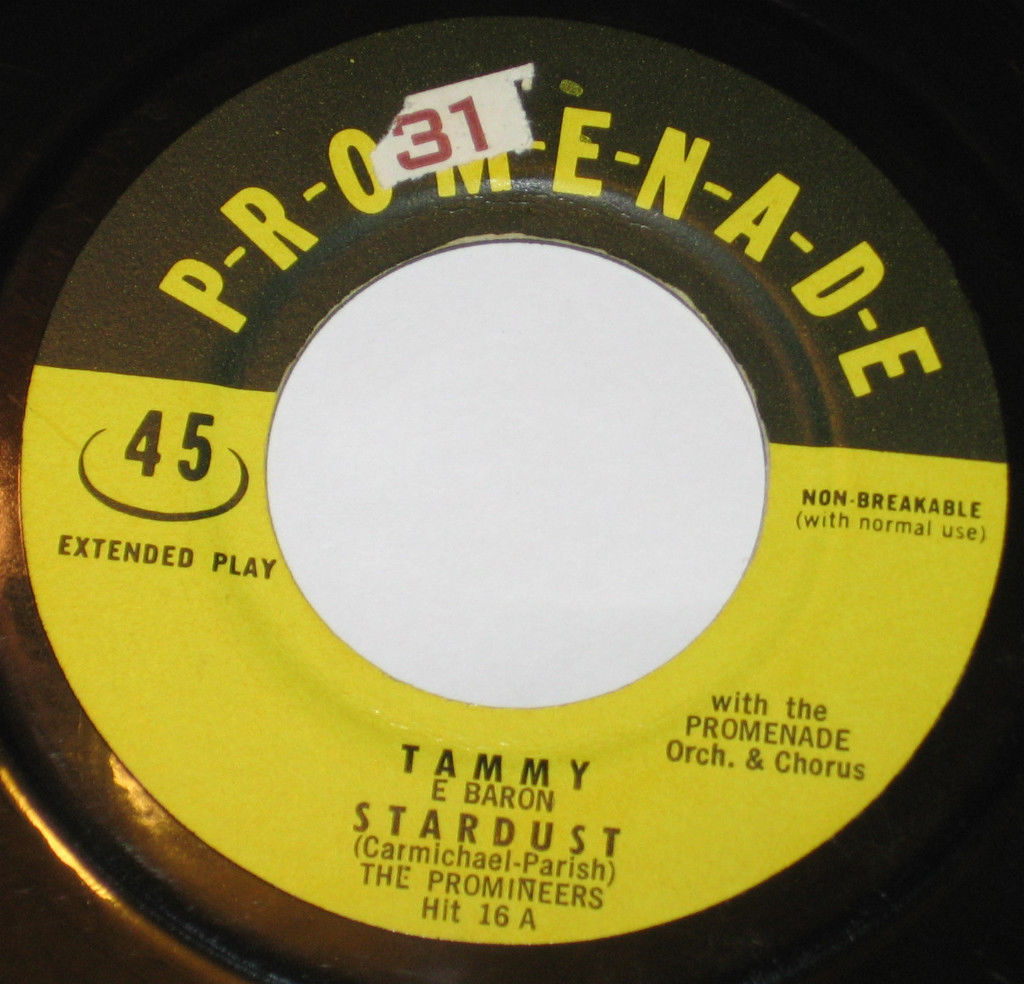 31
P-R-O-M-E-N-A-D-E
45
EXTENDED PLAY
NON-BREAKABLE
(with normal use)
with the
PROMENADE
Orch. & Chorus
TAMMY
E BARON
STARDUST
(Carmichael-Parish)
THE PROMINEERS
Hit 16 A